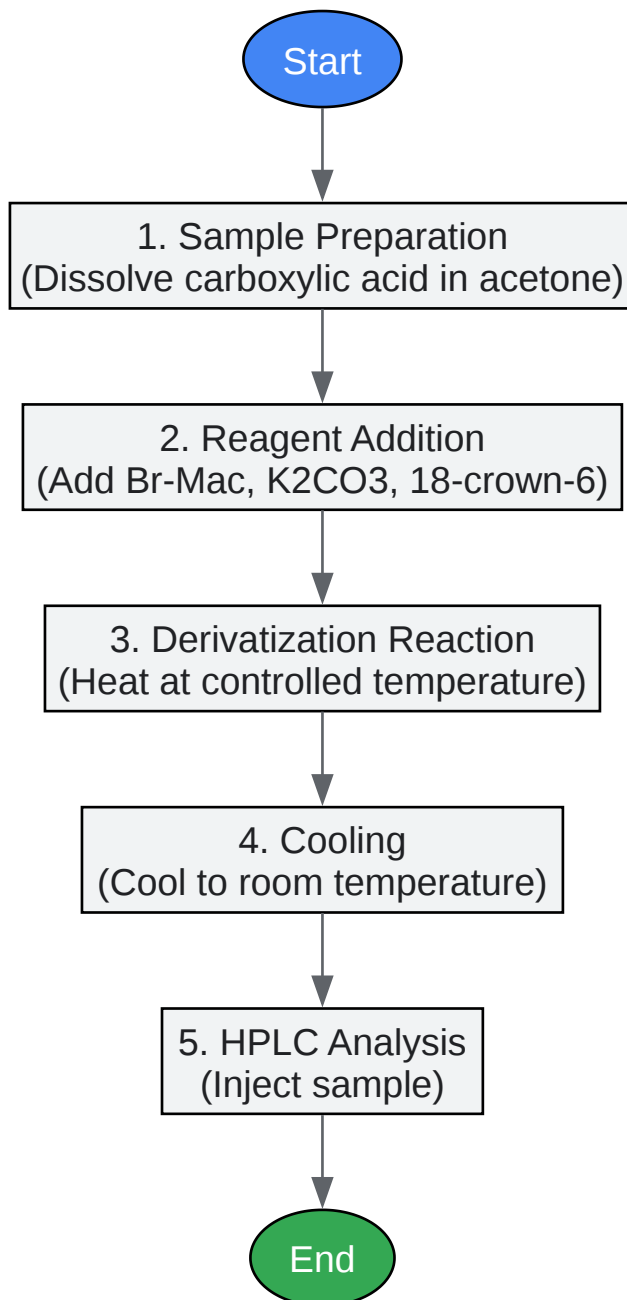 Start
1. Sample Preparation
(Dissolve carboxylic acid in acetone)
2. Reagent Addition
(Add Br-Mac, K2CO3, 18-crown-6)
3. Derivatization Reaction
(Heat at controlled temperature)
4. Cooling
(Cool to room temperature)
5. HPLC Analysis
(Inject sample)
End